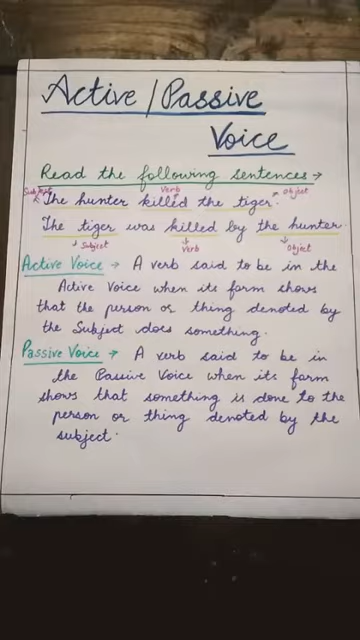 Active / Passive
Voice
Read the following sentences →
Subject Verb Object
The hunter killed the tiger.
The tiger was killed by the hunter.
Subject Verb Object
Active Voice → A verb said to be in the
Active Voice when its form shows
that the person or thing denoted by
the Subject does something.
Passive Voice → A verb said to be in
the Passive Voice when its form
shows that something is done to the
person or thing denoted by the
subject.